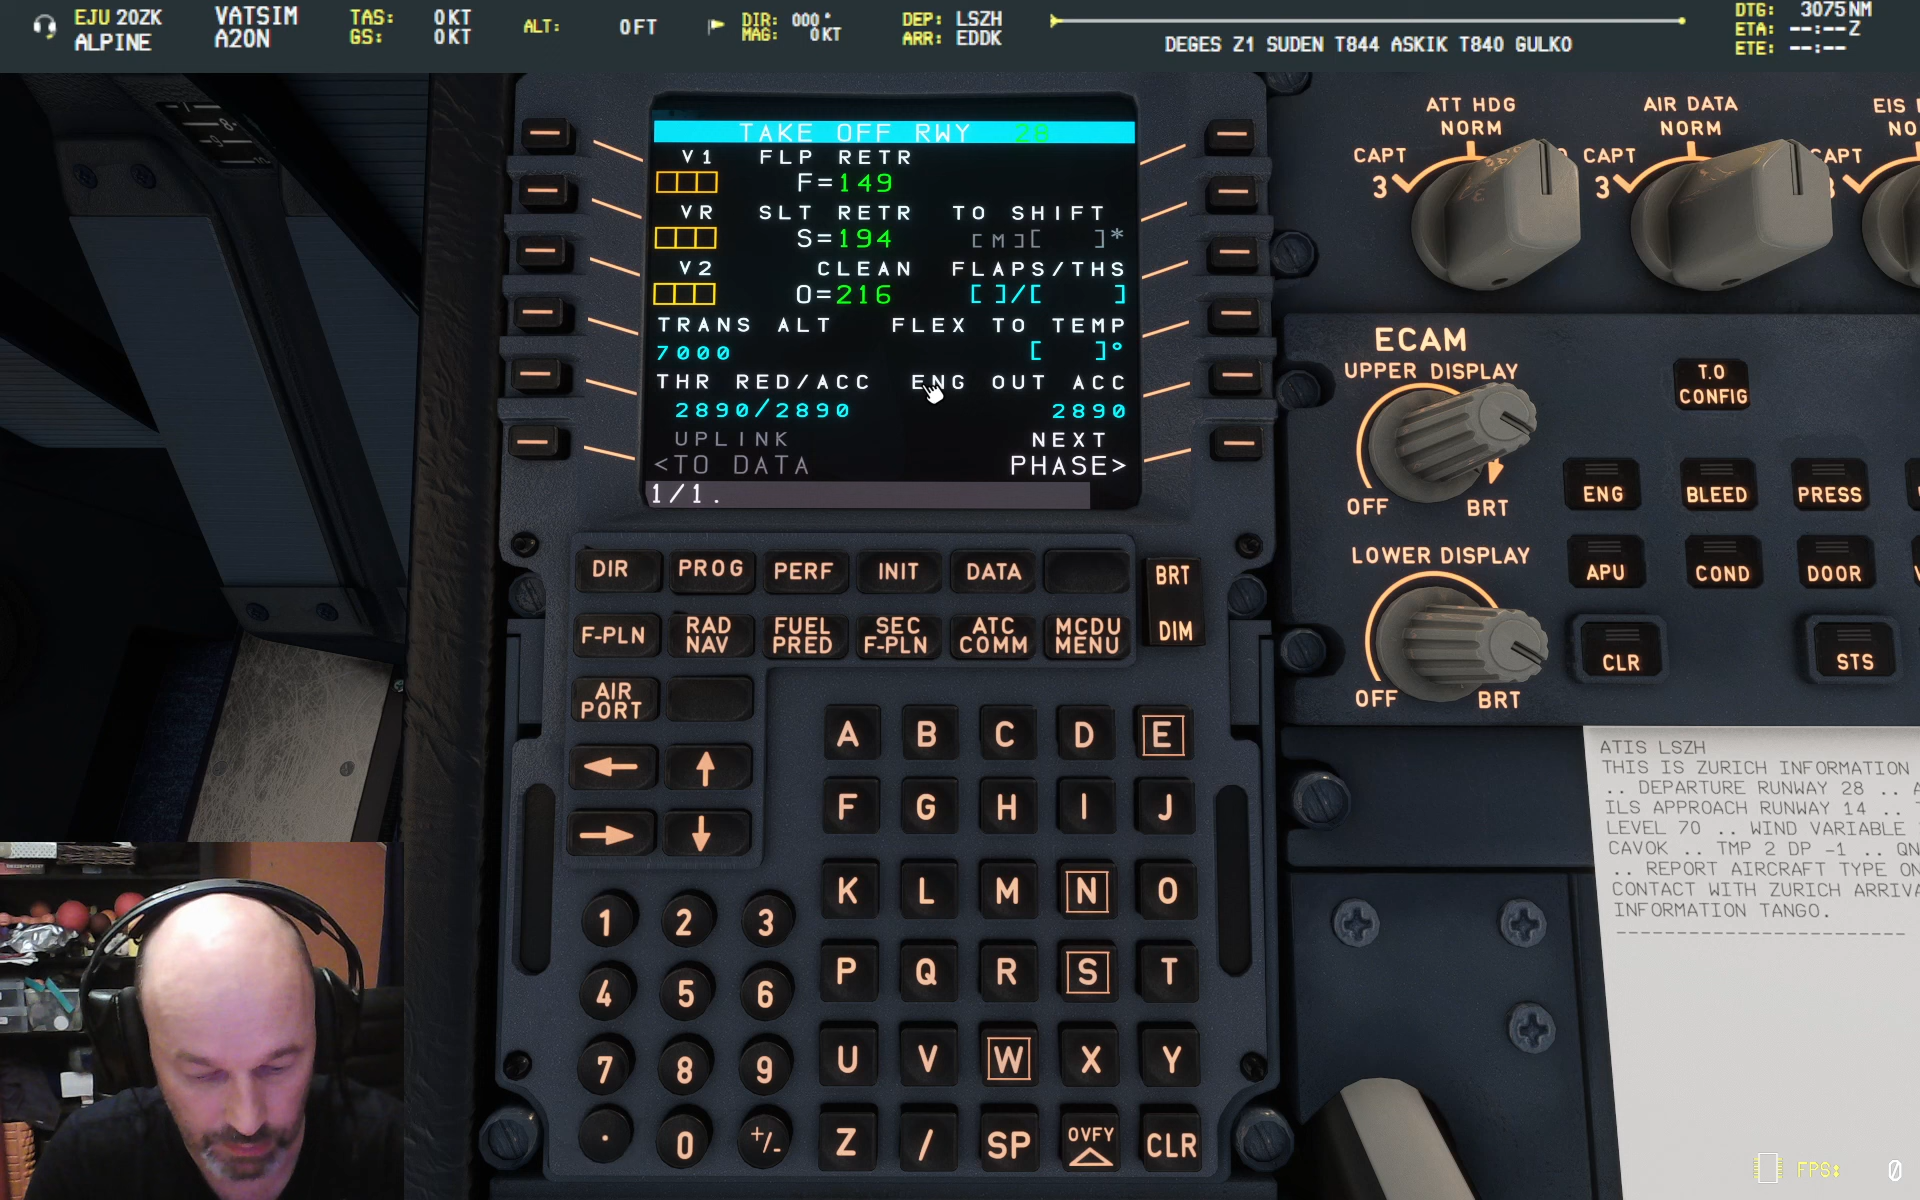 EJU 20ZK
ALPINE
VATSIM
A20N
TAS: 0KT
GS: 0KT
ALT: 0FT
DIR: 000°
MAG: 0KT
DEP: LSZH
ARR: EDDK
DEGES Z1 SUDEN T844 ASKIK T840 GULKO
DTG: 3075NM
ETA: --:--Z
ETE: --:--
TAKE OFF RWY 28
V1 FLP RETR
F=149
VR SLT RETR TO SHIFT
S=194 [M][ ]*
V2 CLEAN FLAPS/THS
O=216 [ ]/[ ]
TRANS ALT FLEX TO TEMP
7000 [ ]°
THR RED/ACC ENG OUT ACC
2890/2890 2890
UPLINK NEXT
<TO DATA PHASE>
1/1.
DIR PROG PERF INIT DATA
BRT
DIM
F-PLN RAD NAV FUEL PRED SEC F-PLN ATC COMM MCDU MENU
AIR PORT
A B C D E
F G H I J
K L M N O
P Q R S T
U V W X Y
Z / SP OVFY CLR
1 2 3
4 5 6
7 8 9
. 0 +/-
ATT HDG
NORM
CAPT
3
AIR DATA
NORM
CAPT
3
EIS
NO
CAPT
3
ECAM
UPPER DISPLAY
OFF BRT
T.O
CONFIG
LOWER DISPLAY
OFF BRT
ENG BLEED PRESS
APU COND DOOR
CLR STS
ATIS LSZH
THIS IS ZURICH INFORMATION
.. DEPARTURE RUNWAY 28 .. A
ILS APPROACH RUNWAY 14 ..
LEVEL 70 .. WIND VARIABLE
CAVOK .. TMP 2 DP -1 .. QN
.. REPORT AIRCRAFT TYPE ON
CONTACT WITH ZURICH ARRIVA
INFORMATION TANGO.
------------------------
FPS: 0